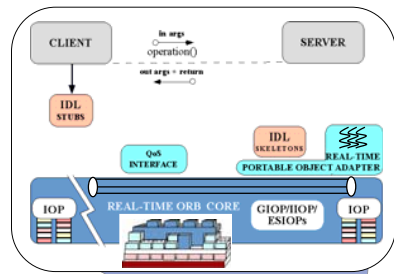 CLIENT
in args
operation()
out args + return
SERVER
IDL
STUBS
QoS
INTERFACE
IDL
SKELETONS
REAL-TIME
PORTABLE OBJECT ADAPTER
IOP
REAL-TIME ORB CORE
GIOP/IIOP/
ESIOPs
IOP